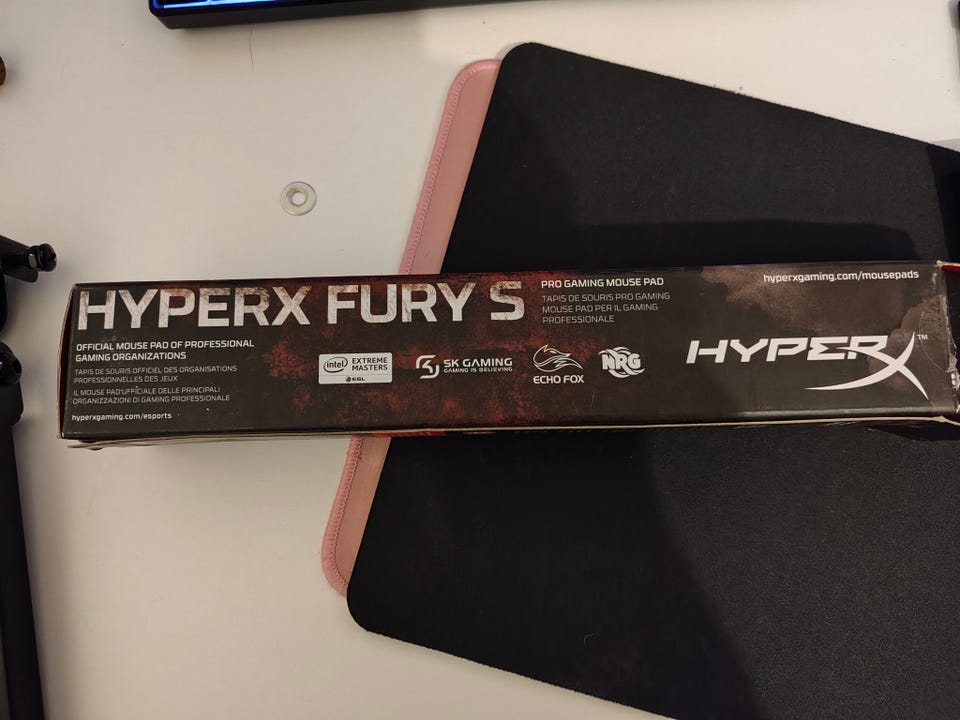 HYPERX FURY S
PRO GAMING MOUSE PAD
TAPIS DE SOURIS PRO GAMING
MOUSE PAD PER IL GAMING
PROFESSIONALE
hyperxgaming.com/mousepads
OFFICIAL MOUSE PAD OF PROFESSIONAL
GAMING ORGANIZATIONS
TAPIS DE SOURIS OFFICIEL DES ORGANISATIONS
PROFESSIONNELLES DES JEUX
IL MOUSE PAD UFFICIALE DELLE PRINCIPALI
ORGANIZZAZIONI DI GAMING PROFESSIONALE
hyperxgaming.com/esports
intel EXTREME
MASTERS
ESL
SK GAMING
GAMING IS BELIEVING
ECHO FOX
NRG
HYPERX™